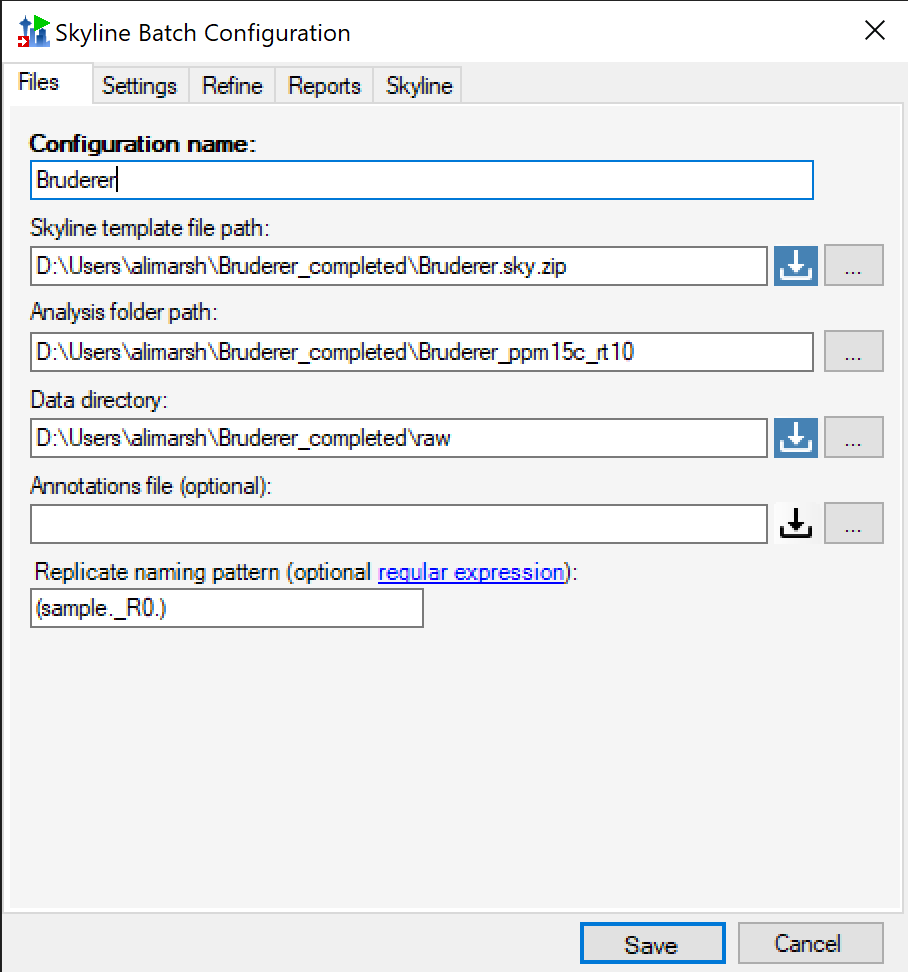 Skyline Batch Configuration
Files Settings Refine Reports Skyline
Configuration name:
Bruderer
Skyline template file path:
D:\Users\alimarsh\Bruderer_completed\Bruderer.sky.zip ...
Analysis folder path:
D:\Users\alimarsh\Bruderer_completed\Bruderer_ppm15c_rt10 ...
Data directory:
D:\Users\alimarsh\Bruderer_completed\raw ...
Annotations file (optional):
...
Replicate naming pattern (optional regular expression):
(sample._R0.)
Save Cancel